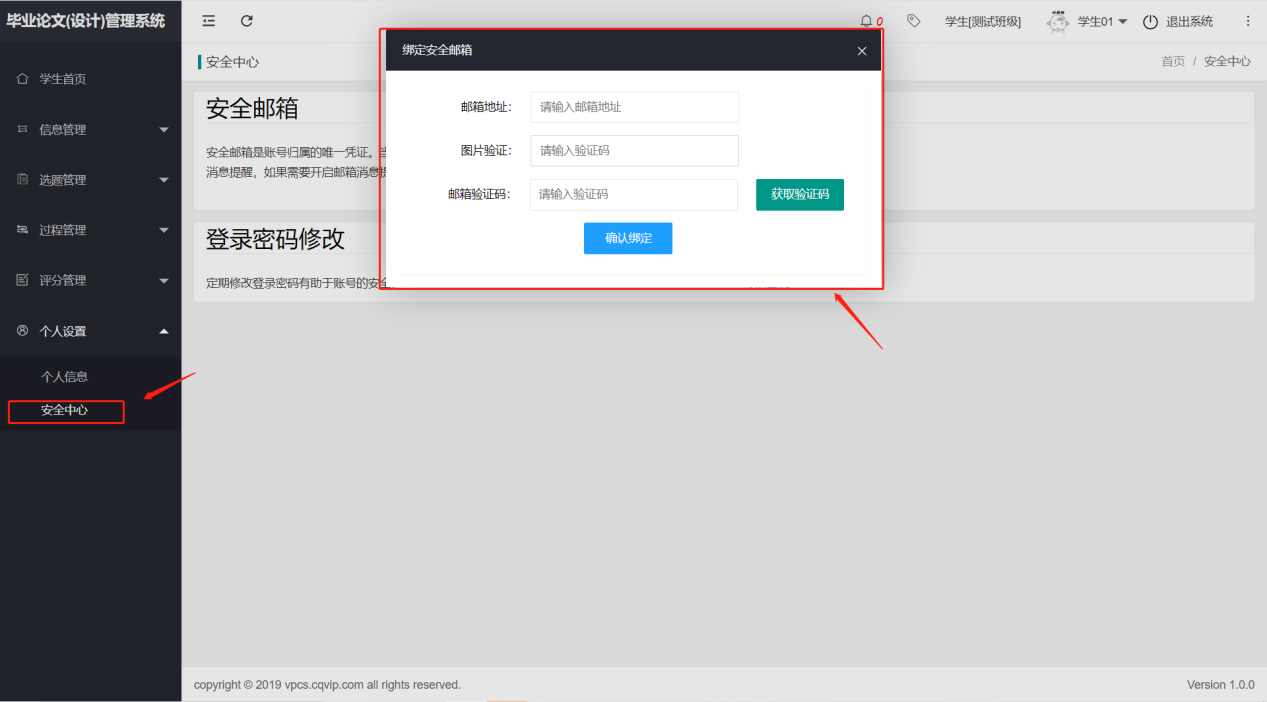 毕业论文(设计)管理系统
0
学生[测试班级]
学生01
退出系统
学生首页
信息管理
选题管理
过程管理
评分管理
个人设置
个人信息
安全中心
安全中心
首页 / 安全中心
安全邮箱
安全邮箱是账号归属的唯一凭证。
消息提醒，如果需要开启邮箱消息
登录密码修改
定期修改登录密码有助于账号的安全
绑定安全邮箱
邮箱地址：
请输入邮箱地址
图片验证：
请输入验证码
邮箱验证码：
请输入验证码
获取验证码
确认绑定
copyright © 2019 vpcs.cqvip.com all rights reserved.
Version 1.0.0